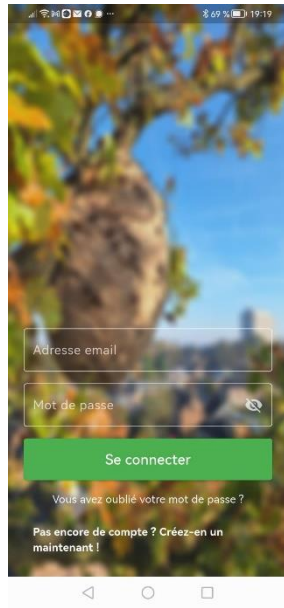 69 % 19:19
Adresse email
Mot de passe
Se connecter
Vous avez oublié votre mot de passe ?
Pas encore de compte ? Créez-en un
maintenant !